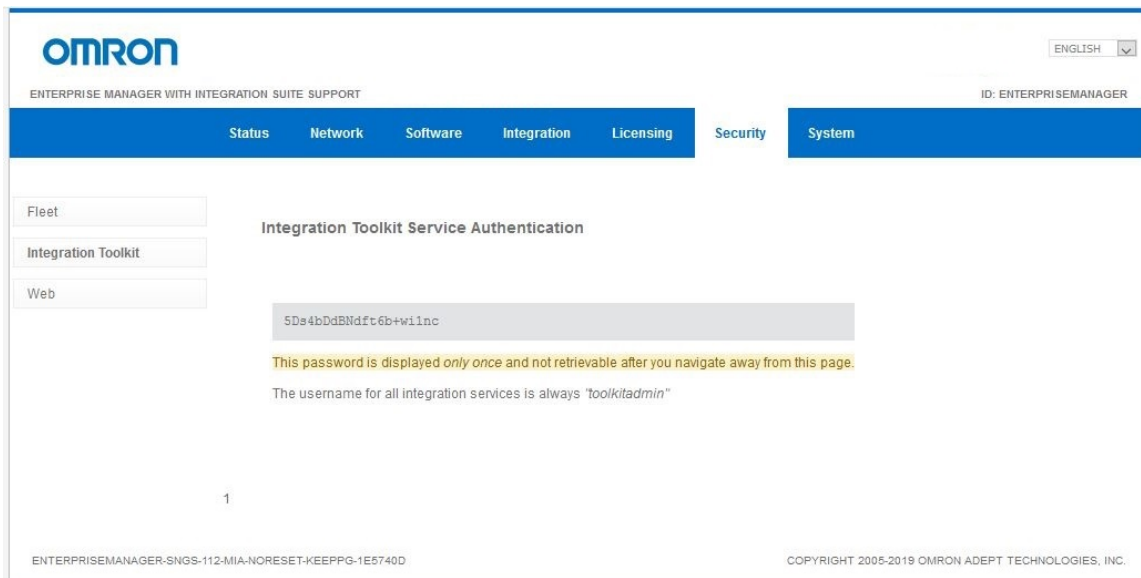 OMRON
ENGLISH
ENTERPRISE MANAGER WITH INTEGRATION SUITE SUPPORT
ID: ENTERPRISEMANAGER
Status Network Software Integration Licensing Security System
Fleet
Integration Toolkit Service Authentication
Integration Toolkit
Web
5Ds4bDdBNdft6b+wi1nc
This password is displayed only once and not retrievable after you navigate away from this page.
The username for all integration services is always "toolkitadmin"
1
ENTERPRISEMANAGER-SNGS-112-MIA-NORESET-KEEPPG-1E5740D
COPYRIGHT 2005-2019 OMRON ADEPT TECHNOLOGIES, INC.